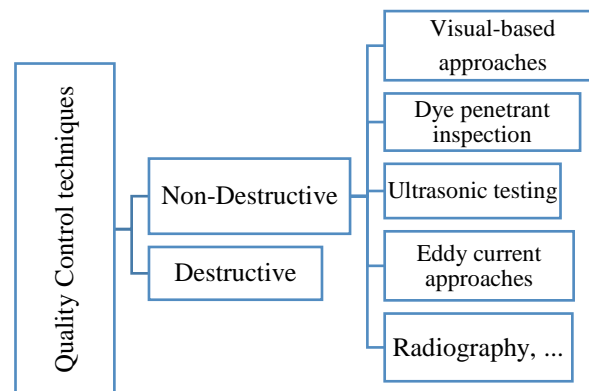 Quality Control techniques
Non-Destructive
Destructive
Visual-based
approaches
Dye penetrant
inspection
Ultrasonic testing
Eddy current
approaches
Radiography, ...